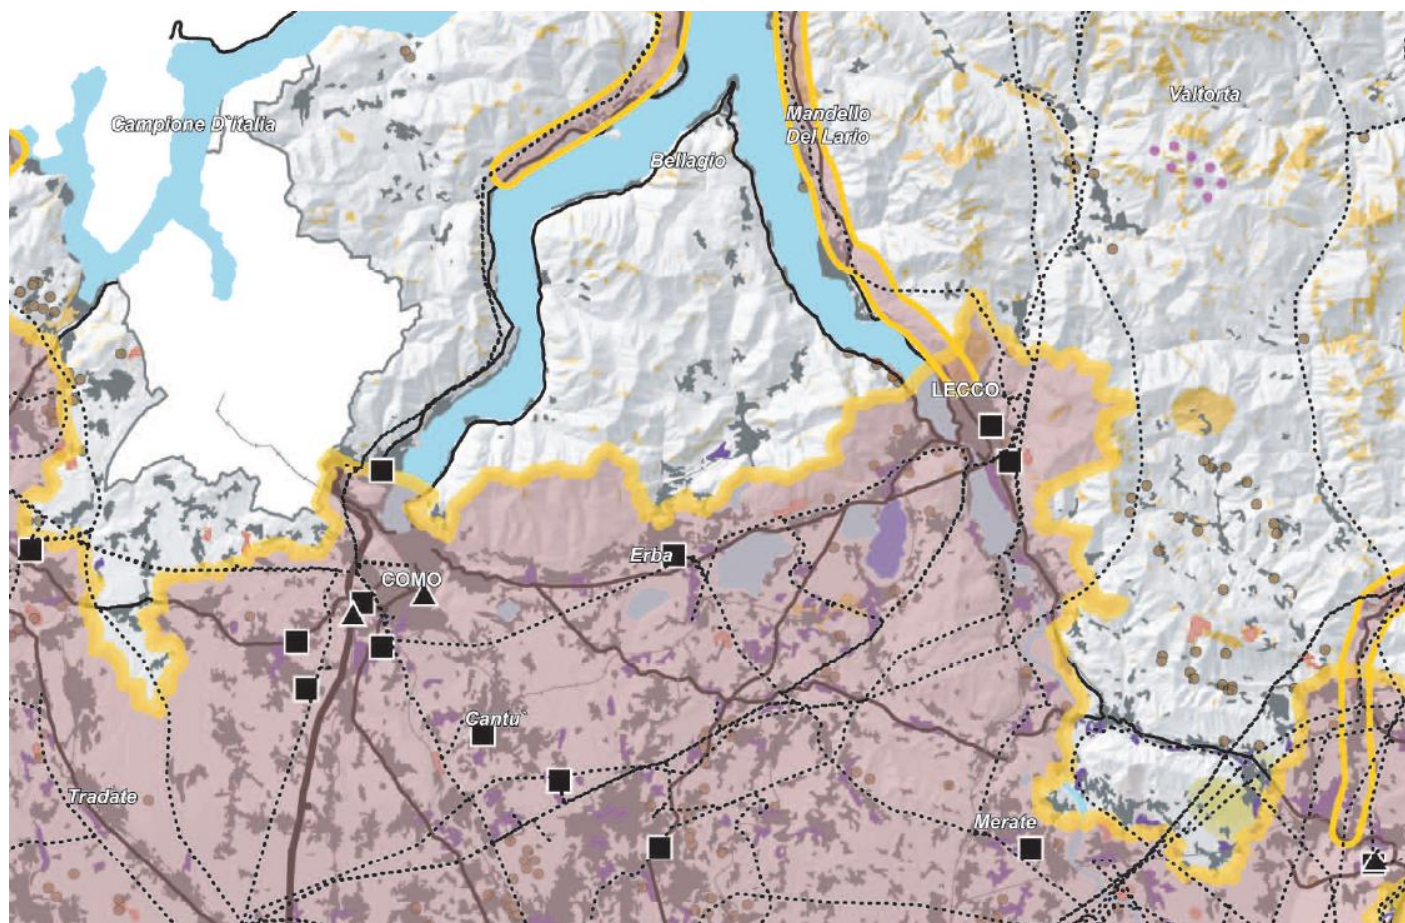 Valtorta
Campione D`italia
Mandello
Del Lario
Bellagio
LECCO
Erba
COMO
Cantu`
Tradate
Merate